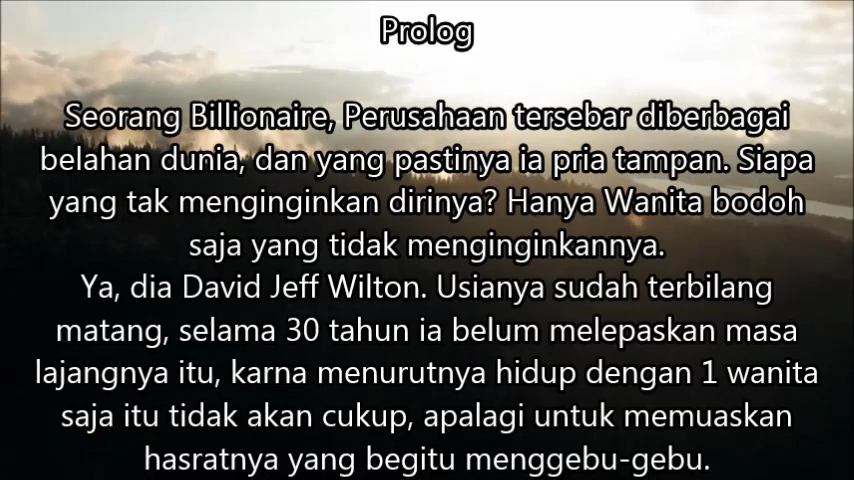 Prolog
Seorang Billionaire, Perusahaan tersebar diberbagai
belahan dunia, dan yang pastinya ia pria tampan. Siapa
yang tak menginginkan dirinya? Hanya Wanita bodoh
saja yang tidak menginginkannya.
Ya, dia David Jeff Wilton. Usianya sudah terbilang
matang, selama 30 tahun ia belum melepaskan masa
lajangnya itu, karna menurutnya hidup dengan 1 wanita
saja itu tidak akan cukup, apalagi untuk memuaskan
hasratnya yang begitu menggebu-gebu.